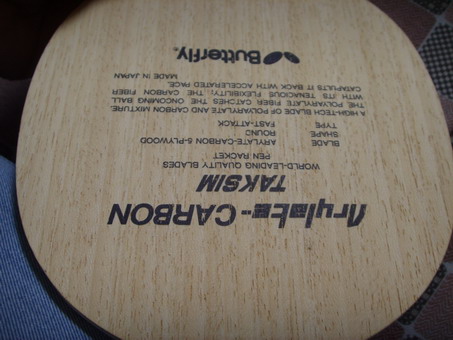 Arylate-CARBON
TAKSIM
WORLD-LEADING QUALITY BLADES
PEN RACKET
BLADE ARYLATE-CARBON 5-PLYWOOD
SHAPE ROUND
TYPE FAST-ATTACK
A HIGH-TECH BLADE OF POLYARYLATE AND CARBON MIXTURE.
THE POLYARYLATE FIBER CATCHES THE ONCOMING BALL
WITH ITS TENACIOUS FLEXIBILITY; THE CARBON FIBER
CATAPULTS IT BACK WITH ACCELERATED PACE.
MADE IN JAPAN
Butterfly